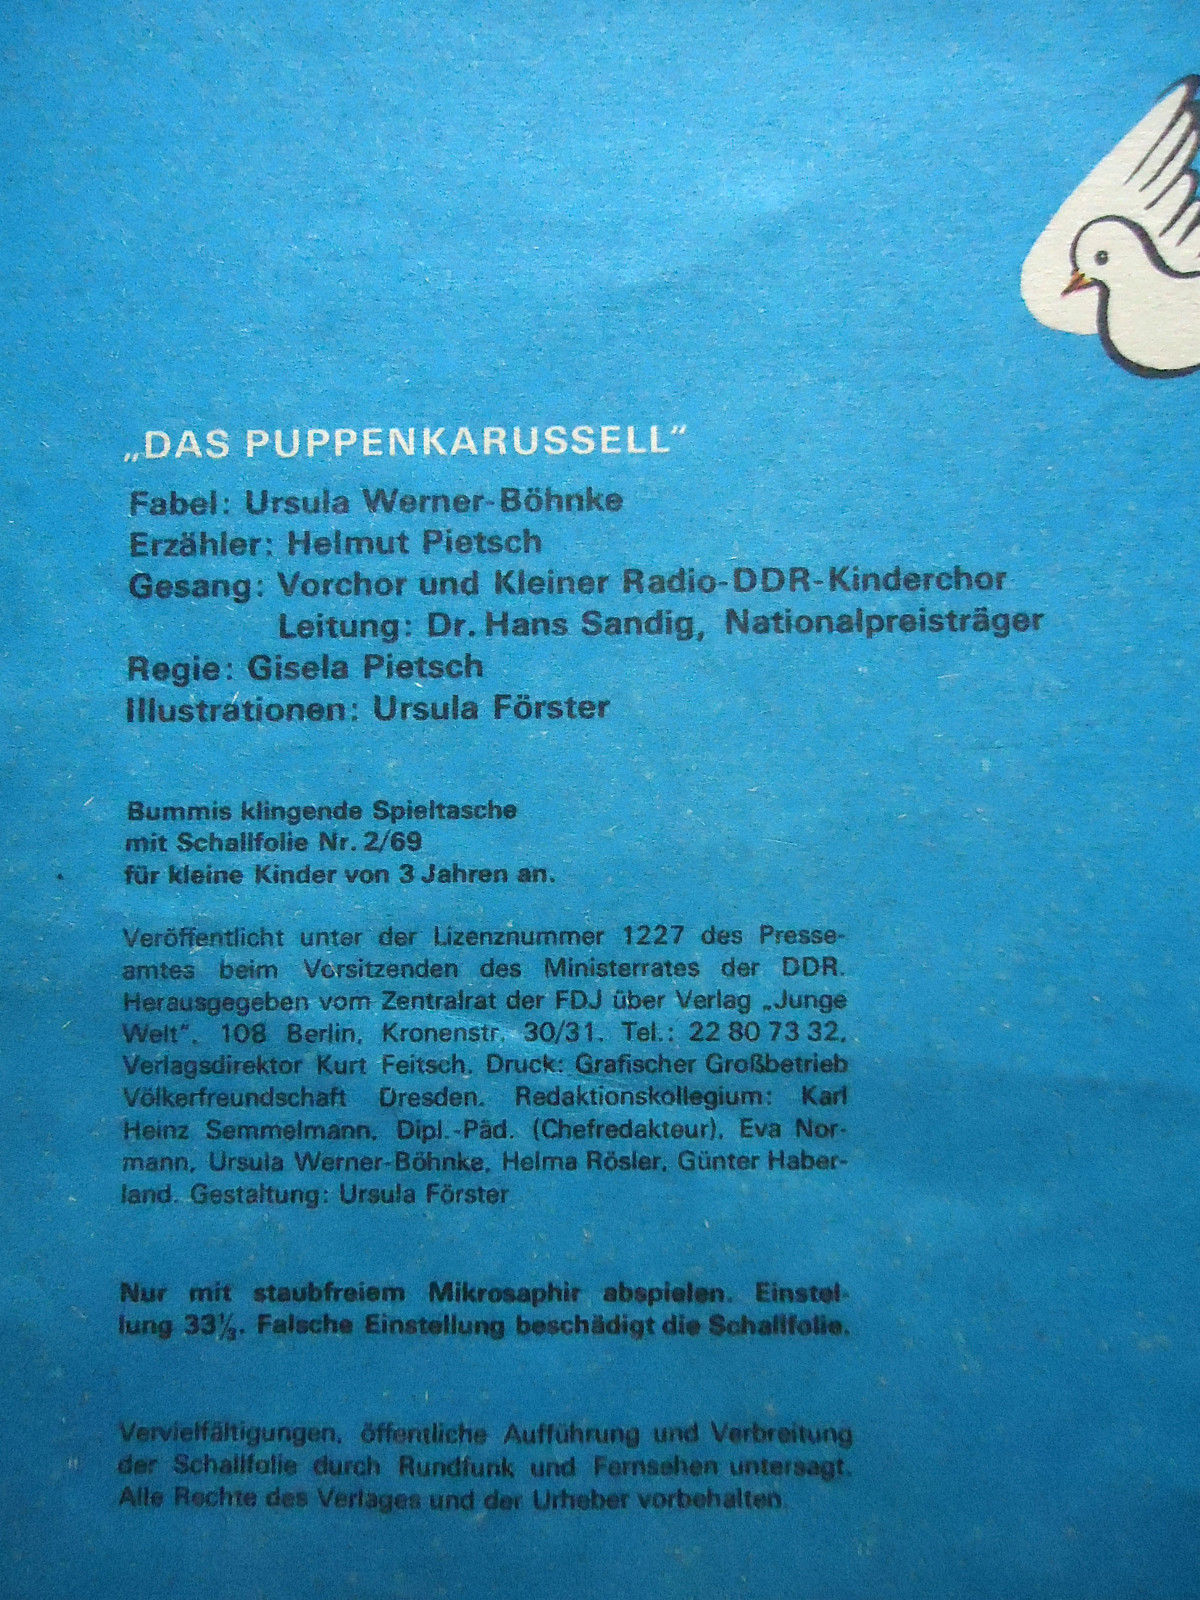 „DAS PUPPENKARUSSELL“
Fabel: Ursula Werner-Böhnke
Erzähler: Helmut Pietsch
Gesang: Vorchor und Kleiner Radio-DDR-Kinderchor
Leitung: Dr. Hans Sandig, Nationalpreisträger
Regie: Gisela Pietsch
Illustrationen: Ursula Förster
Bummis klingende Spieltasche
mit Schallfolie Nr. 2/69
für kleine Kinder von 3 Jahren an.
Veröffentlicht unter der Lizenznummer 1227 des Presse-
amtes beim Vorsitzenden des Ministerrates der DDR.
Herausgegeben vom Zentralrat der FDJ über Verlag „Junge
Welt“, 108 Berlin, Kronenstr. 30/31. Tel.: 22 80 73 32,
Verlagsdirektor Kurt Feitsch. Druck: Grafischer Großbetrieb
Völkerfreundschaft Dresden. Redaktionskollegium: Karl
Heinz Semmelmann, Dipl.-Päd. (Chefredakteur), Eva Nor-
mann, Ursula Werner-Böhnke, Helma Rösler, Günter Haber-
land. Gestaltung: Ursula Förster
Nur mit staubfreiem Mikrosaphir abspielen. Einstel-
lung 33⅓. Falsche Einstellung beschädigt die Schallfolie.
Vervielfältigungen, öffentliche Aufführung und Verbreitung
der Schallfolie durch Rundfunk und Fernsehen untersagt.
Alle Rechte des Verlages und der Urheber vorbehalten.